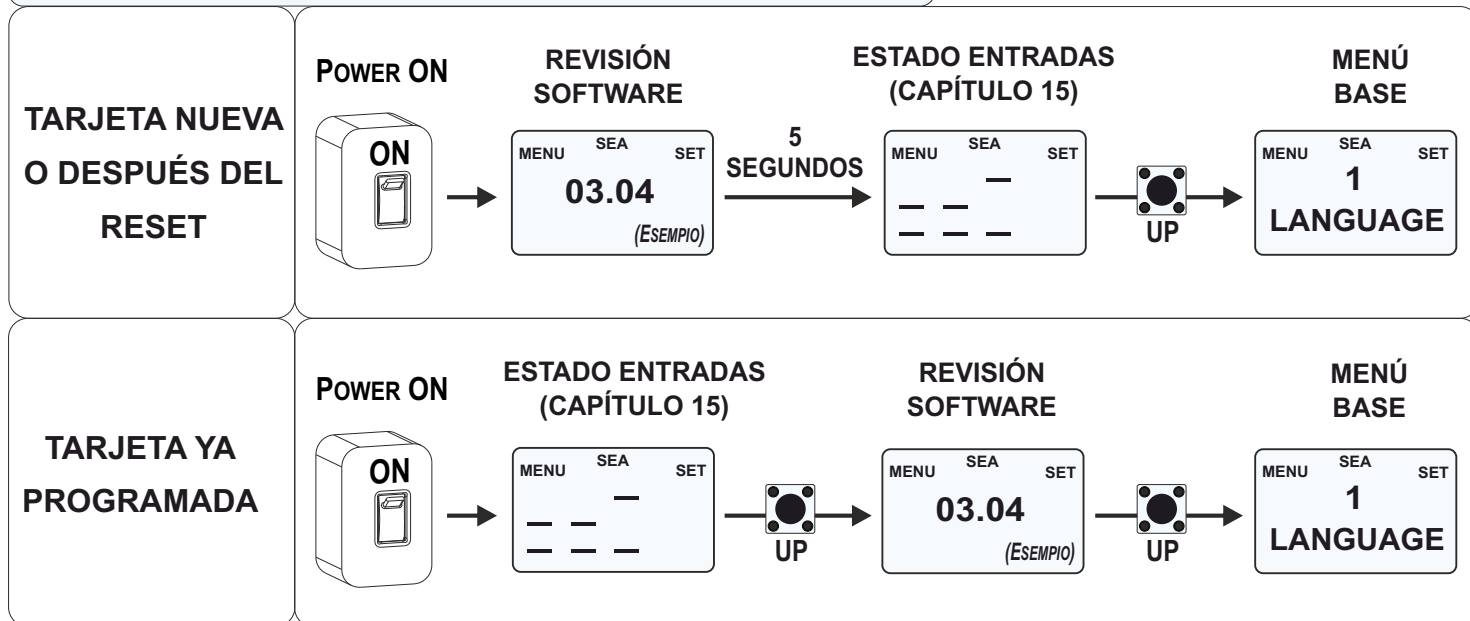 TARJETA NUEVA
O DESPUÉS DEL
RESET
POWER ON
ON
REVISIÓN
SOFTWARE
MENU SEA SET
03.04
(ESEMPIO)
5
SEGUNDOS
ESTADO ENTRADAS
(CAPÍTULO 15)
MENU SEA SET
UP
MENÚ
BASE
MENU SEA SET
1
LANGUAGE
TARJETA YA
PROGRAMADA
POWER ON
ON
ESTADO ENTRADAS
(CAPÍTULO 15)
MENU SEA SET
UP
REVISIÓN
SOFTWARE
MENU SEA SET
03.04
(ESEMPIO)
UP
MENÚ
BASE
MENU SEA SET
1
LANGUAGE